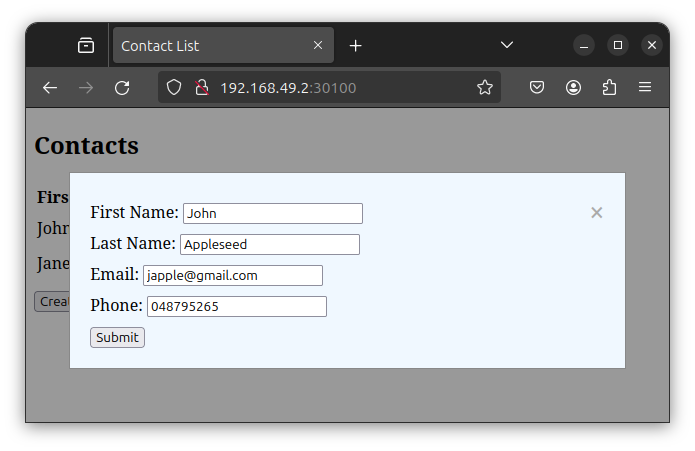 Contact List
192.168.49.2:30100
Contacts
Firs
John
Jane
Creat
First Name: John
Last Name: Appleseed
Email: japple@gmail.com
Phone: 048795265
Submit